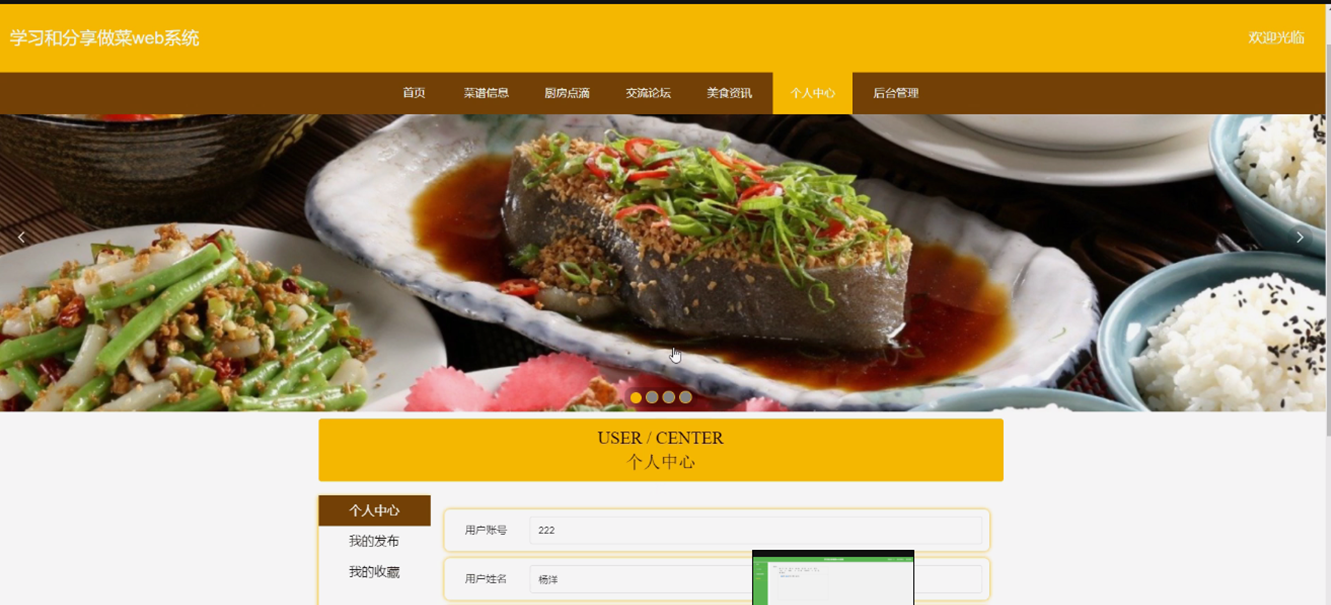 学习和分享做菜web系统
欢迎光临
首页 菜谱信息 厨房点滴 交流论坛 美食资讯 个人中心 后台管理
USER / CENTER
个人中心
个人中心
我的发布
我的收藏
用户账号 222
用户姓名 杨洋